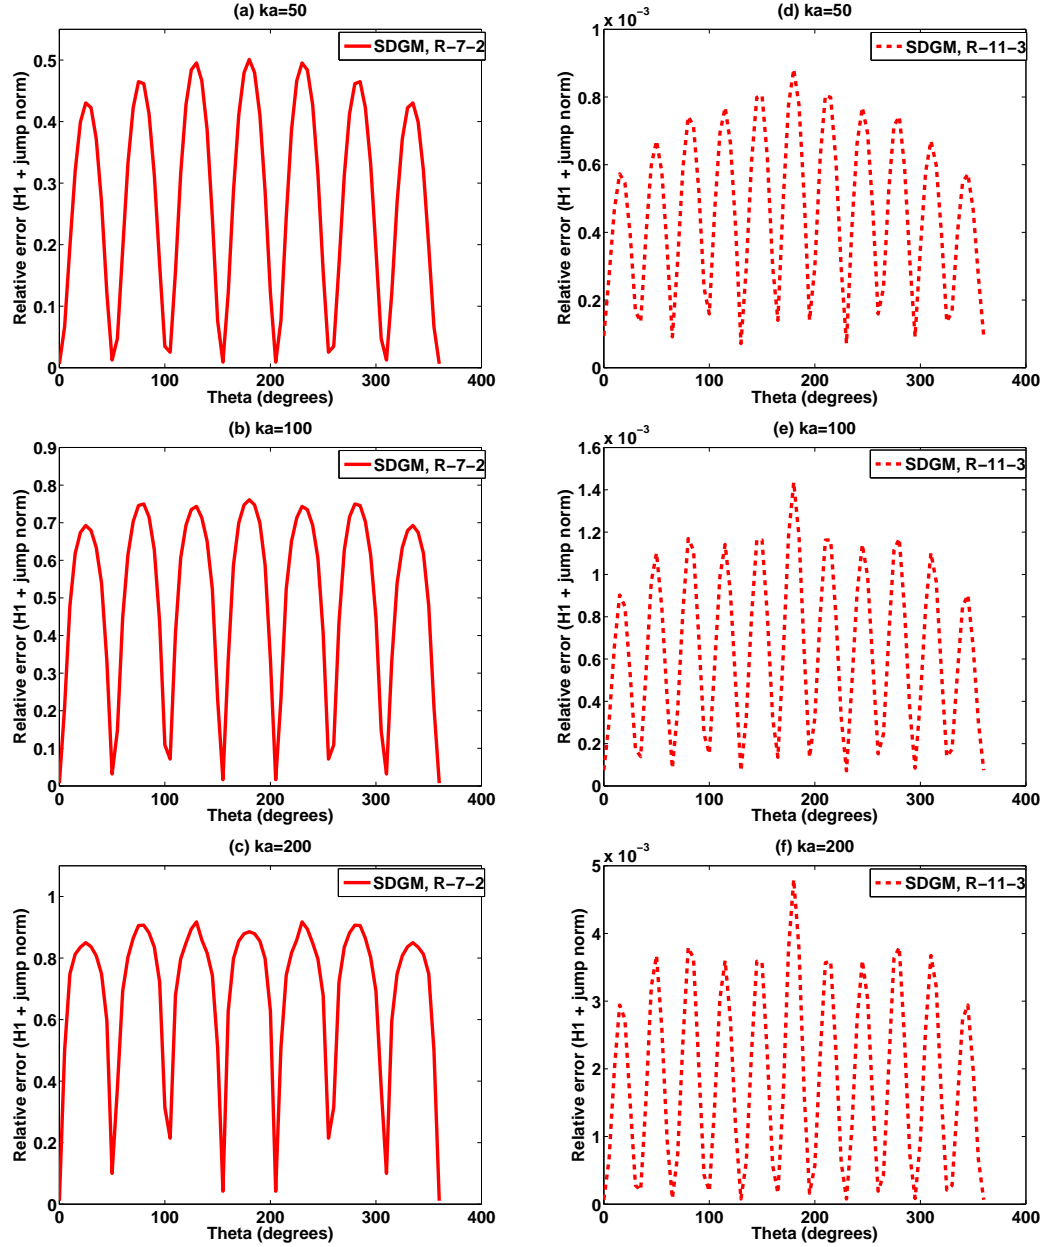 (a) ka=50
SDGM, R−7−2
Relative error (H1 + jump norm)
0.5
0.4
0.3
0.2
0.1
0
0
100
200
300
400
Theta (degrees)
(d) ka=50
x 10⁻³
SDGM, R−11−3
Relative error (H1 + jump norm)
1
0.8
0.6
0.4
0.2
0
0
100
200
300
400
Theta (degrees)
(b) ka=100
SDGM, R−7−2
Relative error (H1 + jump norm)
0.9
0.8
0.7
0.6
0.5
0.4
0.3
0.2
0.1
0
0
100
200
300
400
Theta (degrees)
(e) ka=100
x 10⁻³
SDGM, R−11−3
Relative error (H1 + jump norm)
1.6
1.4
1.2
1
0.8
0.6
0.4
0.2
0
0
100
200
300
400
Theta (degrees)
(c) ka=200
SDGM, R−7−2
Relative error (H1 + jump norm)
1
0.8
0.6
0.4
0.2
0
0
100
200
300
400
Theta (degrees)
(f) ka=200
x 10⁻³
SDGM, R−11−3
Relative error (H1 + jump norm)
5
4
3
2
1
0
0
100
200
300
400
Theta (degrees)